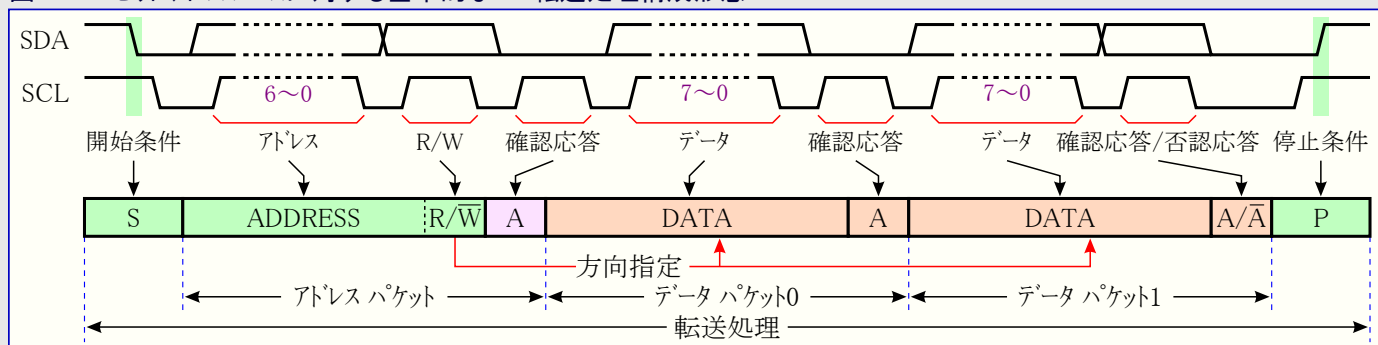 SDA
SCL
6～0 7～0 7～0
開始条件 アドレス R/W 確認応答 データ 確認応答 データ 確認応答/否認応答 停止条件
S ADDRESS R/W̅ A DATA A DATA A/A̅ P
方向指定
アドレス パケット データ パケット0 データ パケット1
転送処理